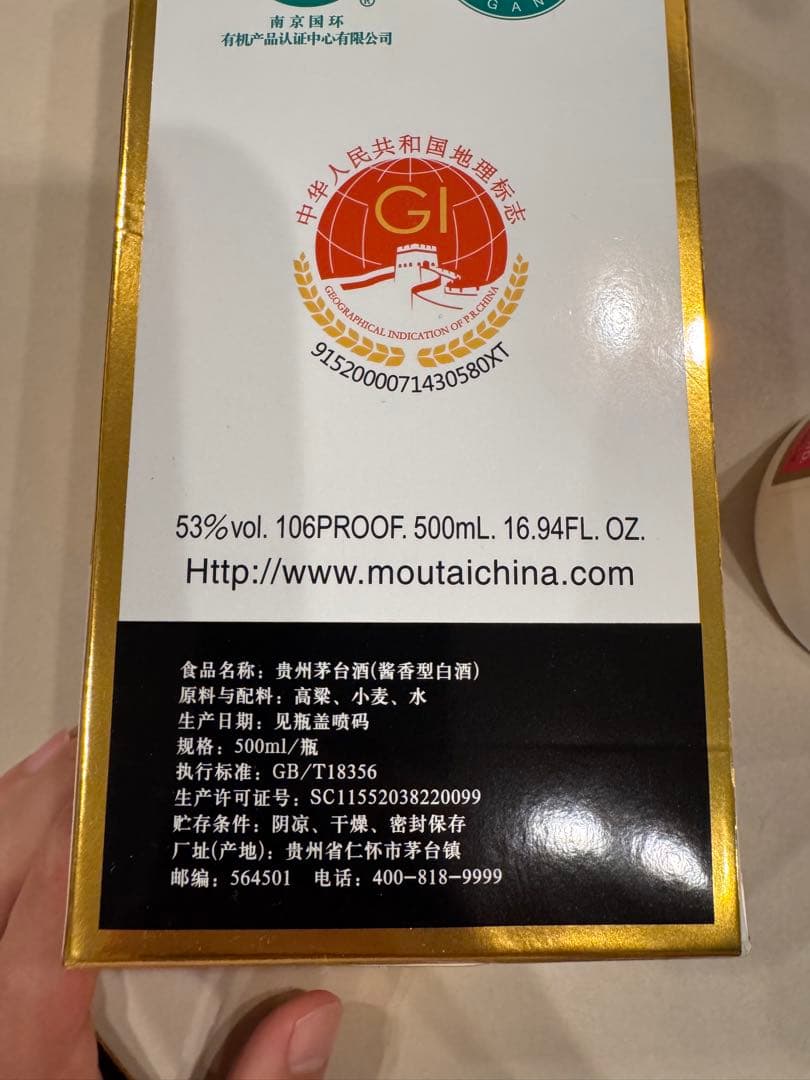 ®
GAN
南京国环
有机产品认证中心有限公司
中华人民共和国地理标志
GI
GEOGRAPHICAL INDICATION OF P.R.CHINA
9152000071430580XT
53%vol. 106PROOF. 500mL. 16.94FL. OZ.
Http://www.moutaichina.com
食品名称：贵州茅台酒(酱香型白酒)
原料与配料：高粱、小麦、水
生产日期：见瓶盖喷码
规格：500ml/瓶
执行标准：GB/T18356
生产许可证号：SC11552038220099
贮存条件：阴凉、干燥、密封保存
厂址(产地)：贵州省仁怀市茅台镇
邮编：564501 电话：400-818-9999